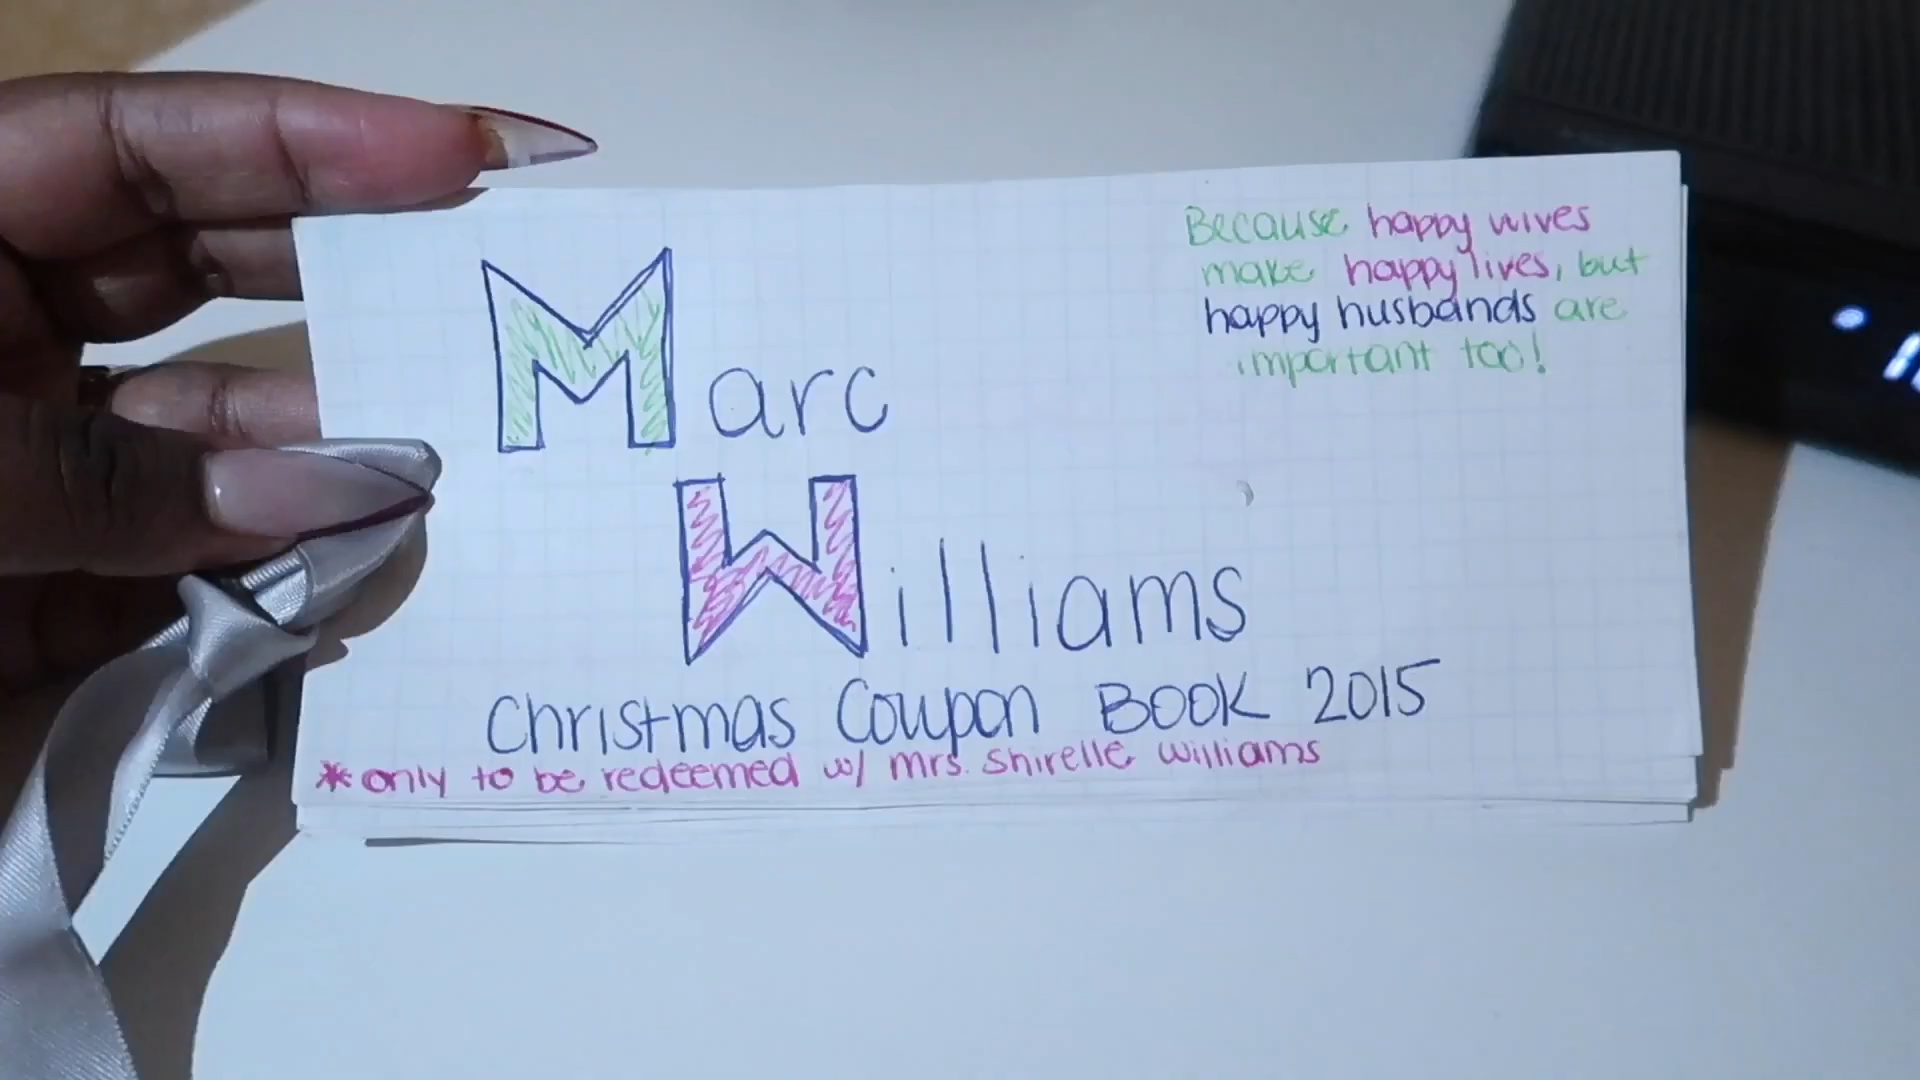 Because happy wives
make happy lives, but
happy husbands are
important too!
Marc
Williams
Christmas Coupon BOOK 2015
*only to be redeemed w/ mrs. Shirelle Williams